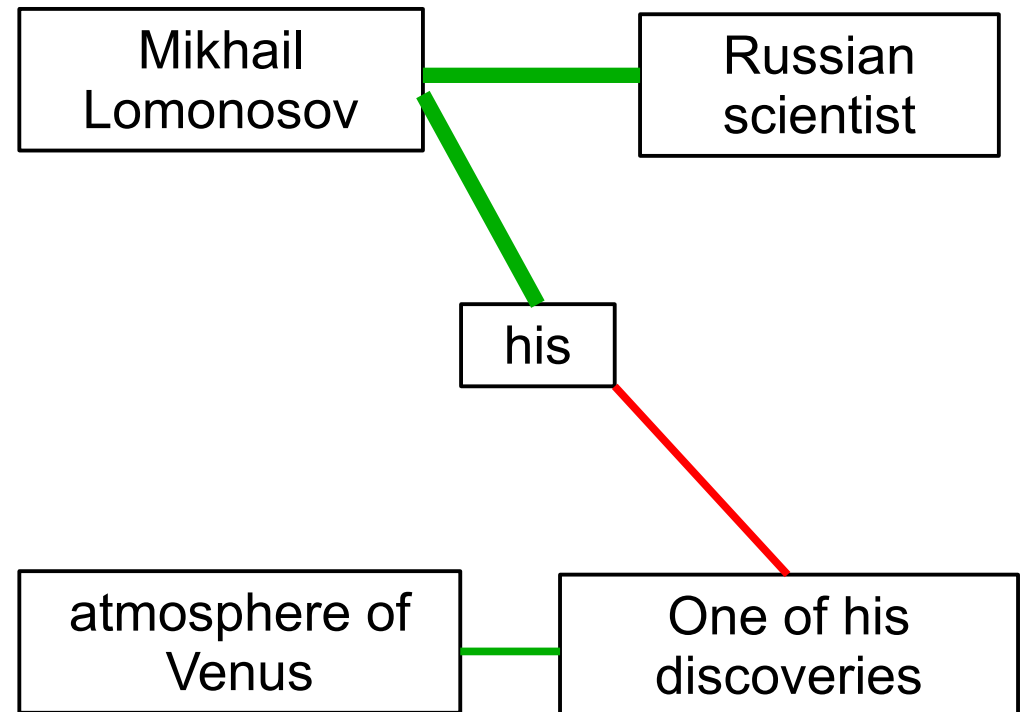 Mikhail
Lomonosov
Russian
scientist
his
atmosphere of
Venus
One of his
discoveries